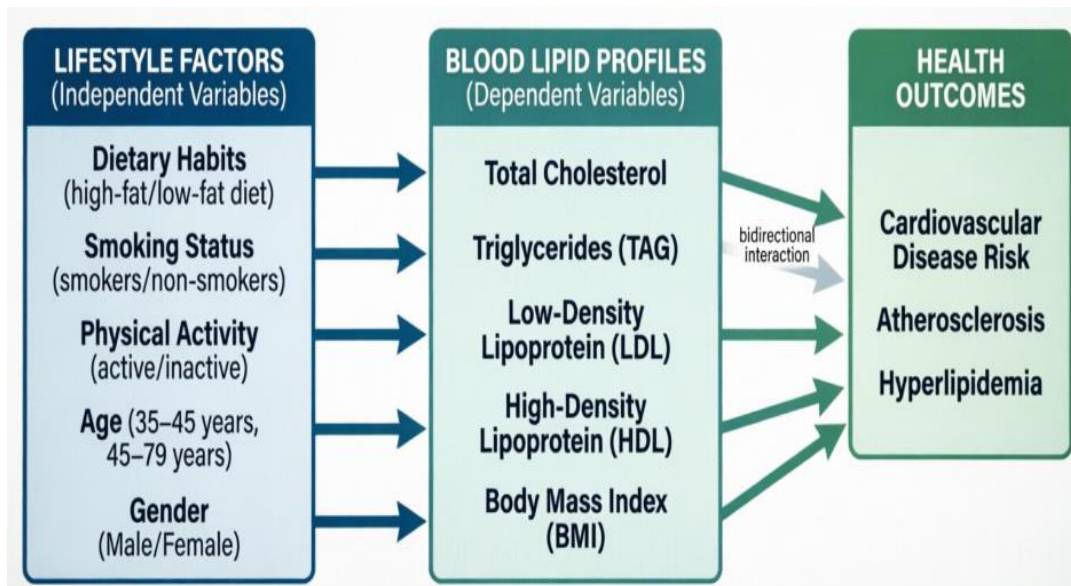 LIFESTYLE FACTORS
(Independent Variables)
Dietary Habits
(high-fat/low-fat diet)
Smoking Status
(smokers/non-smokers)
Physical Activity
(active/inactive)
Age (35–45 years,
45–79 years)
Gender
(Male/Female)
BLOOD LIPID PROFILES
(Dependent Variables)
Total Cholesterol
Triglycerides (TAG)
Low-Density
Lipoprotein (LDL)
High-Density
Lipoprotein (HDL)
Body Mass Index
(BMI)
bidirectional
interaction
HEALTH
OUTCOMES
Cardiovascular
Disease Risk
Atherosclerosis
Hyperlipidemia